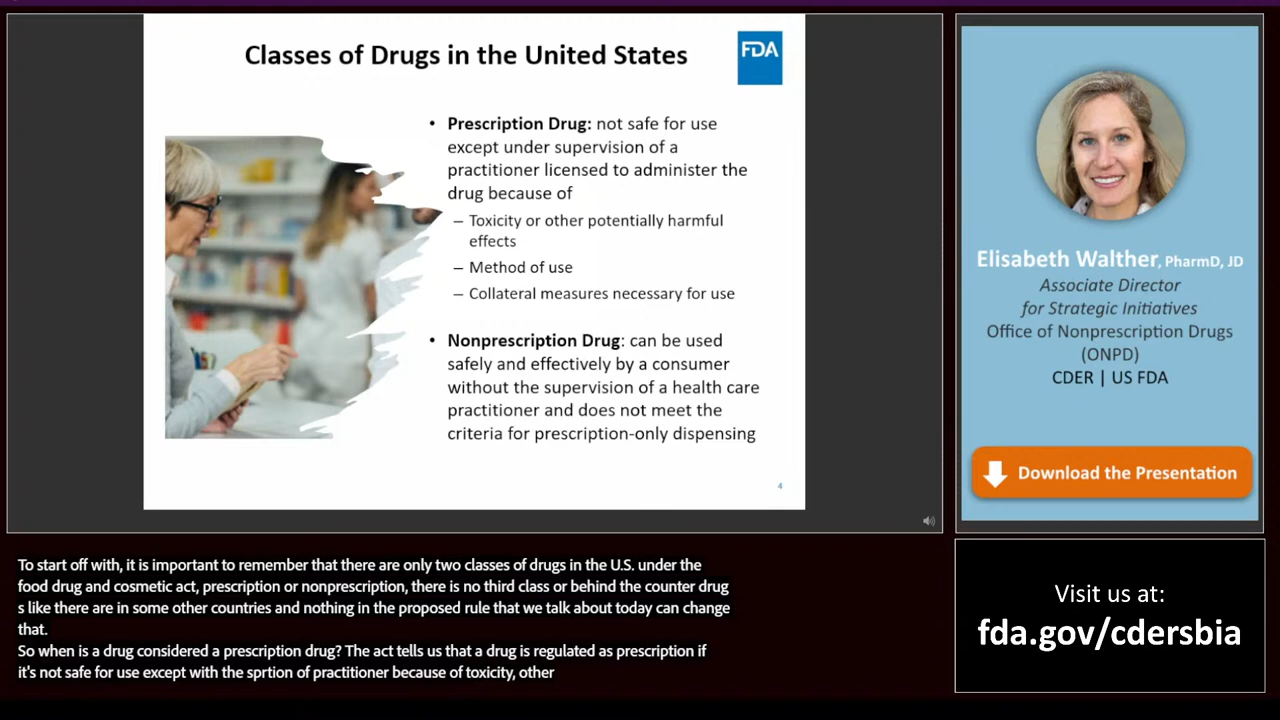 Classes of Drugs in the United States
FDA
• Prescription Drug: not safe for use
except under supervision of a
practitioner licensed to administer the
drug because of
– Toxicity or other potentially harmful
effects
– Method of use
– Collateral measures necessary for use
• Nonprescription Drug: can be used
safely and effectively by a consumer
without the supervision of a health care
practitioner and does not meet the
criteria for prescription-only dispensing
4
Elisabeth Walther, PharmD, JD
Associate Director
for Strategic Initiatives
Office of Nonprescription Drugs
(ONPD)
CDER | US FDA
Download the Presentation
To start off with, it is important to remember that there are only two classes of drugs in the U.S. under the
food drug and cosmetic act, prescription or nonprescription, there is no third class or behind the counter drug
s like there are in some other countries and nothing in the proposed rule that we talk about today can change
that.
So when is a drug considered a prescription drug? The act tells us that a drug is regulated as prescription if
it's not safe for use except with the sprtion of practitioner because of toxicity, other
Visit us at:
fda.gov/cdersbia